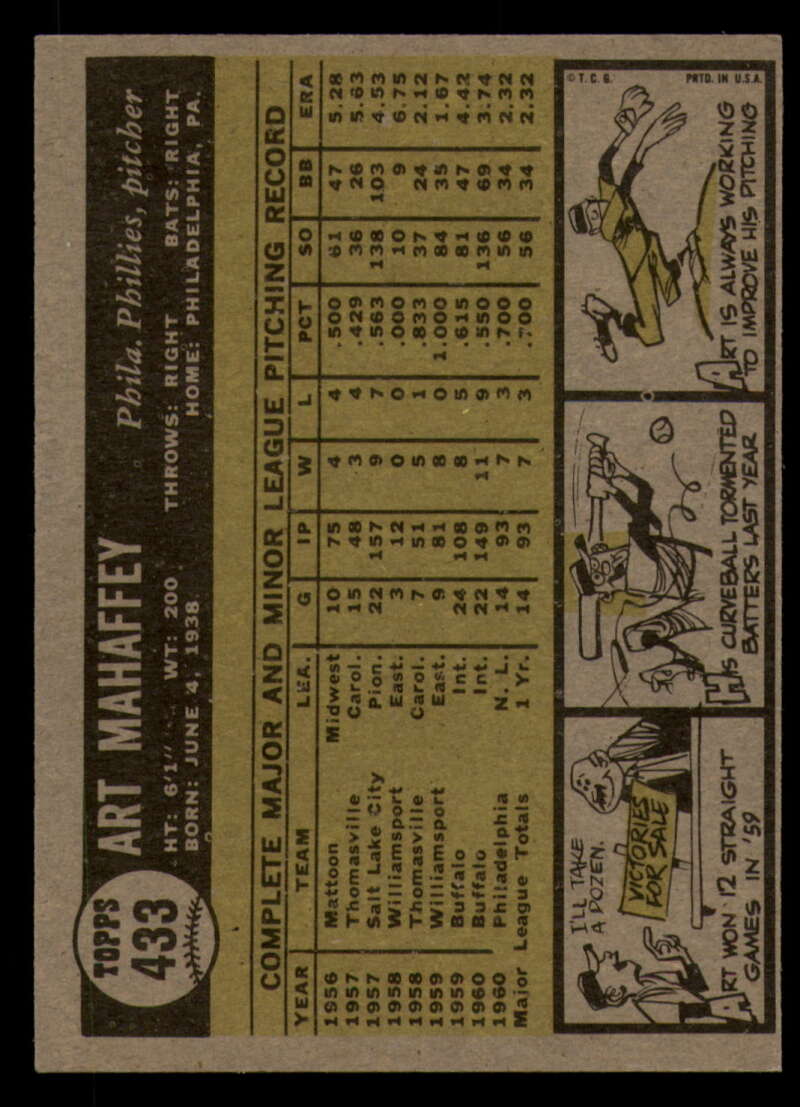 TOPPS
433
ART MAHAFFEY
Phila. Phillies, pitcher
HT: 6'1" WT: 200 THROWS: RIGHT BATS: RIGHT
BORN: JUNE 4, 1938 HOME: PHILADELPHIA, PA.
COMPLETE MAJOR AND MINOR LEAGUE PITCHING RECORD
YEAR TEAM LEA. G IP W L PCT SO BB ERA
1956 Mattoon Midwest 10 75 4 4 .500 61 47 5.28
1957 Thomasville Carol. 15 48 3 4 .429 36 26 5.63
1957 Salt Lake City Pion. 22 157 9 7 .563 138 103 4.53
1958 Williamsport East. 3 12 0 0 .000 10 9 6.75
1958 Thomasville Carol. 7 51 5 1 .833 37 24 2.12
1959 Williamsport East. 9 81 8 0 1.000 84 35 1.67
1959 Buffalo Int. 24 108 8 5 .615 81 47 4.42
1960 Buffalo Int. 22 149 11 9 .550 136 69 3.74
1960 Philadelphia N. L. 14 93 7 3 .700 56 34 2.32
Major League Totals 1 Yr. 14 93 7 3 .700 56 34 2.32
I'LL TAKE
A DOZEN.
VICTORIES
FOR SALE
ART WON 12 STRAIGHT
GAMES IN '59
HIS CURVEBALL TORMENTED
BATTERS LAST YEAR
© T. C. G. PRTD. IN U.S.A.
ART IS ALWAYS WORKING
TO IMPROVE HIS PITCHING